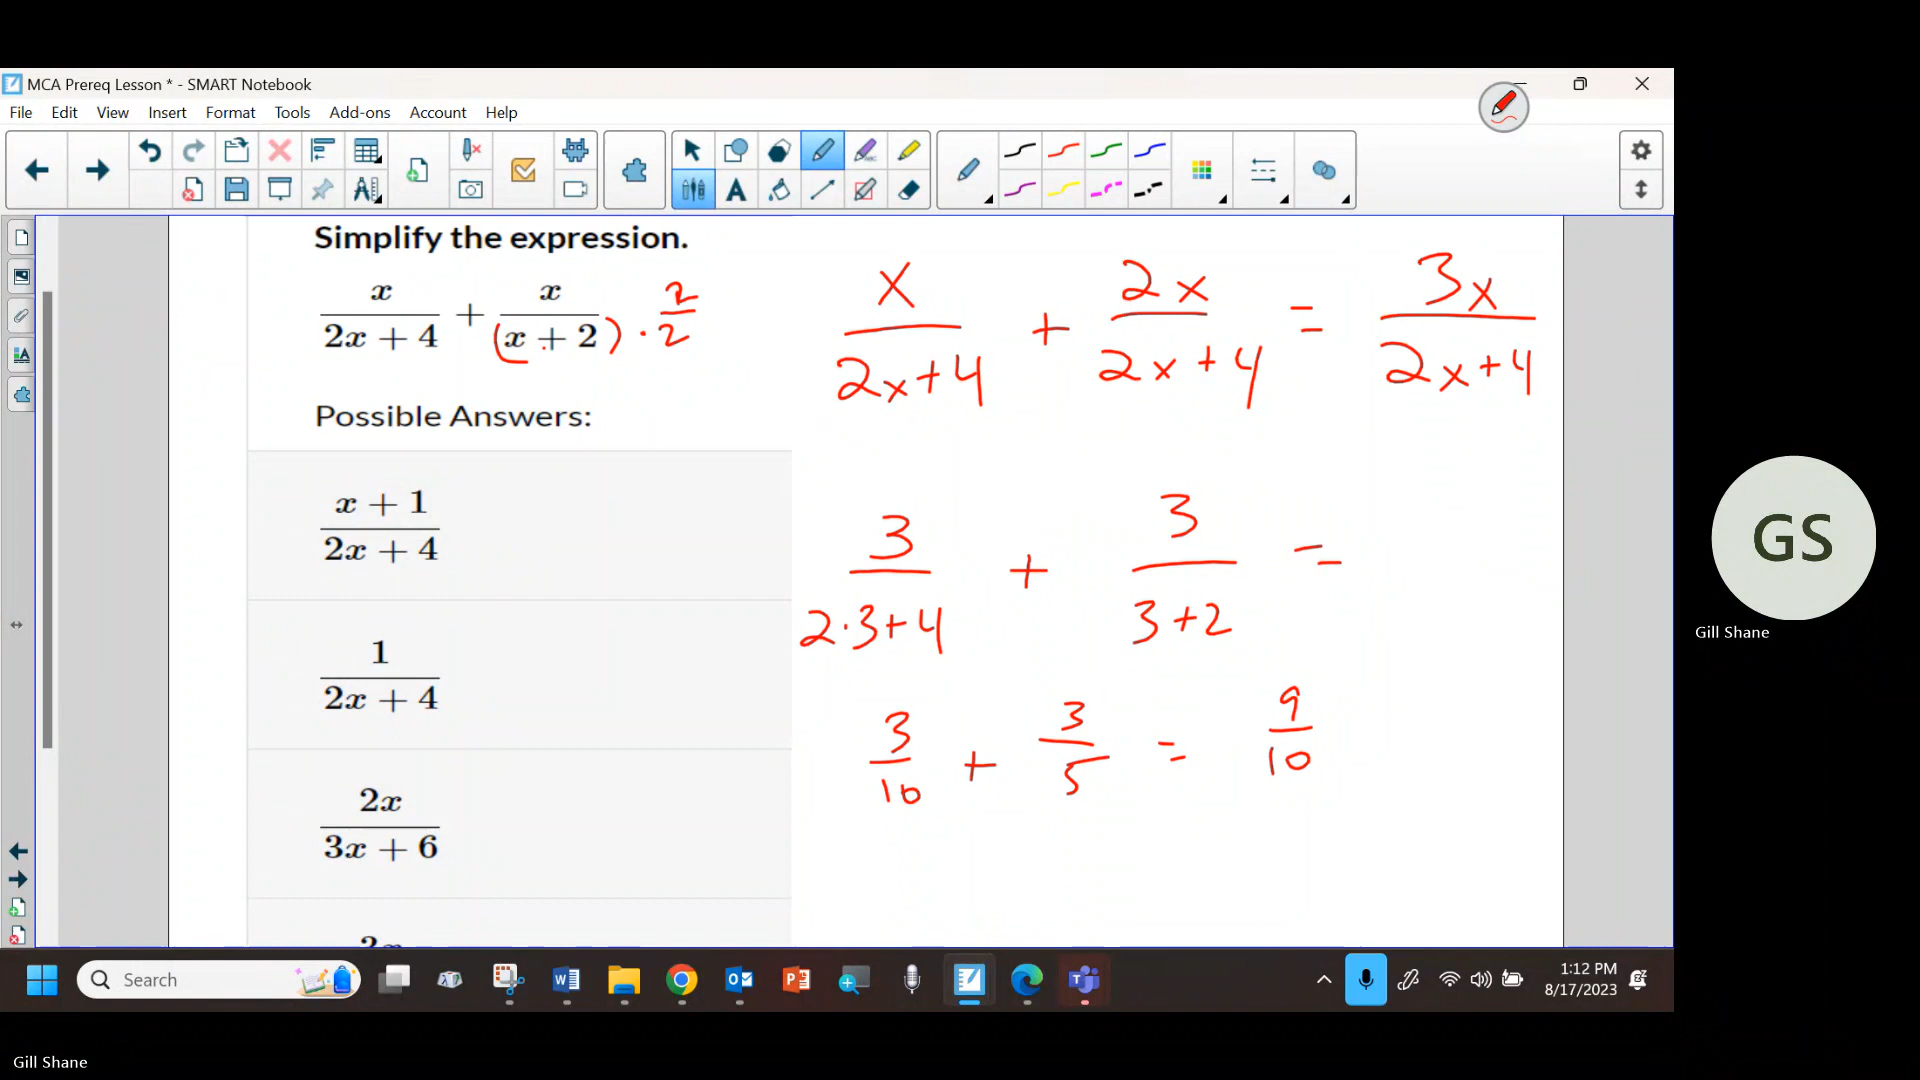 MCA Prereq Lesson * - SMART Notebook
File Edit View Insert Format Tools Add-ons Account Help
Simplify the expression.
x/(2x + 4) + x/(x + 2) · 2/2
x/(2x+4) + 2x/(2x+4) = 3x/(2x+4)
Possible Answers:
(x + 1)/(2x + 4)
3/(2·3+4) + 3/(3+2) =
1/(2x + 4)
3/10 + 3/5 = 9/10
2x/(3x + 6)
GS
Gill Shane
Search
1:12 PM
8/17/2023
Gill Shane